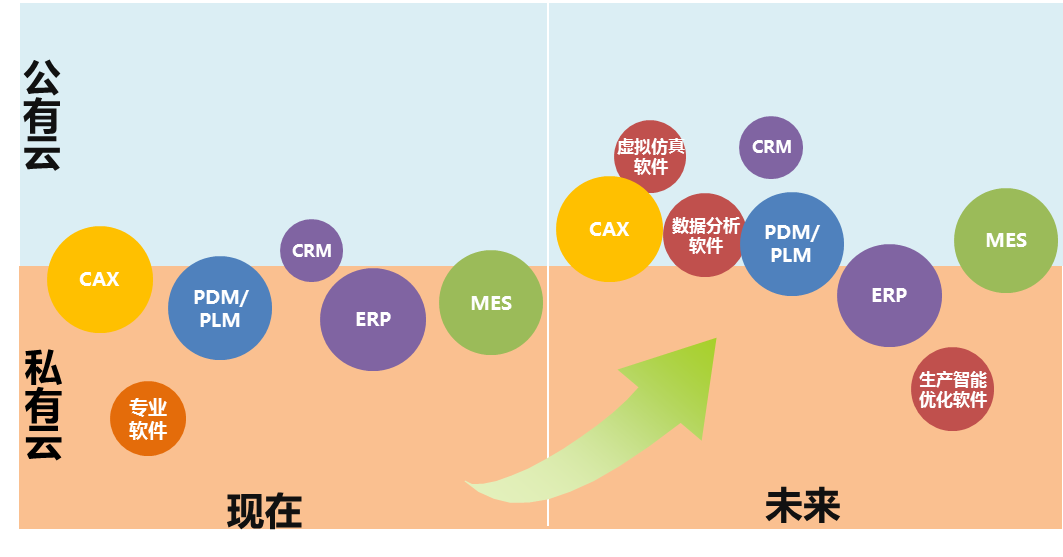 公有云
私有云
CAX
PDM/
PLM
CRM
ERP
MES
专业
软件
现在
虚拟仿真
软件
CRM
CAX
数据分析
软件
PDM/
PLM
MES
ERP
生产智能
优化软件
未来